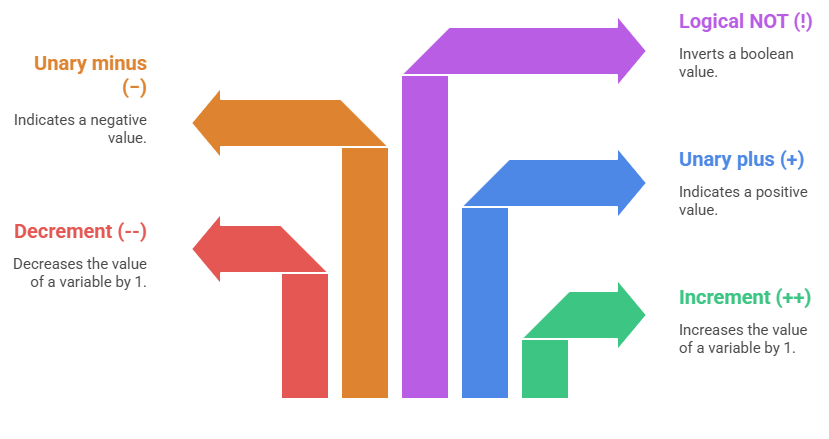 Unary minus
(−)
Indicates a negative
value.
Decrement (--)
Decreases the value
of a variable by 1.
Logical NOT (!)
Inverts a boolean
value.
Unary plus (+)
Indicates a positive
value.
Increment (++)
Increases the value
of a variable by 1.